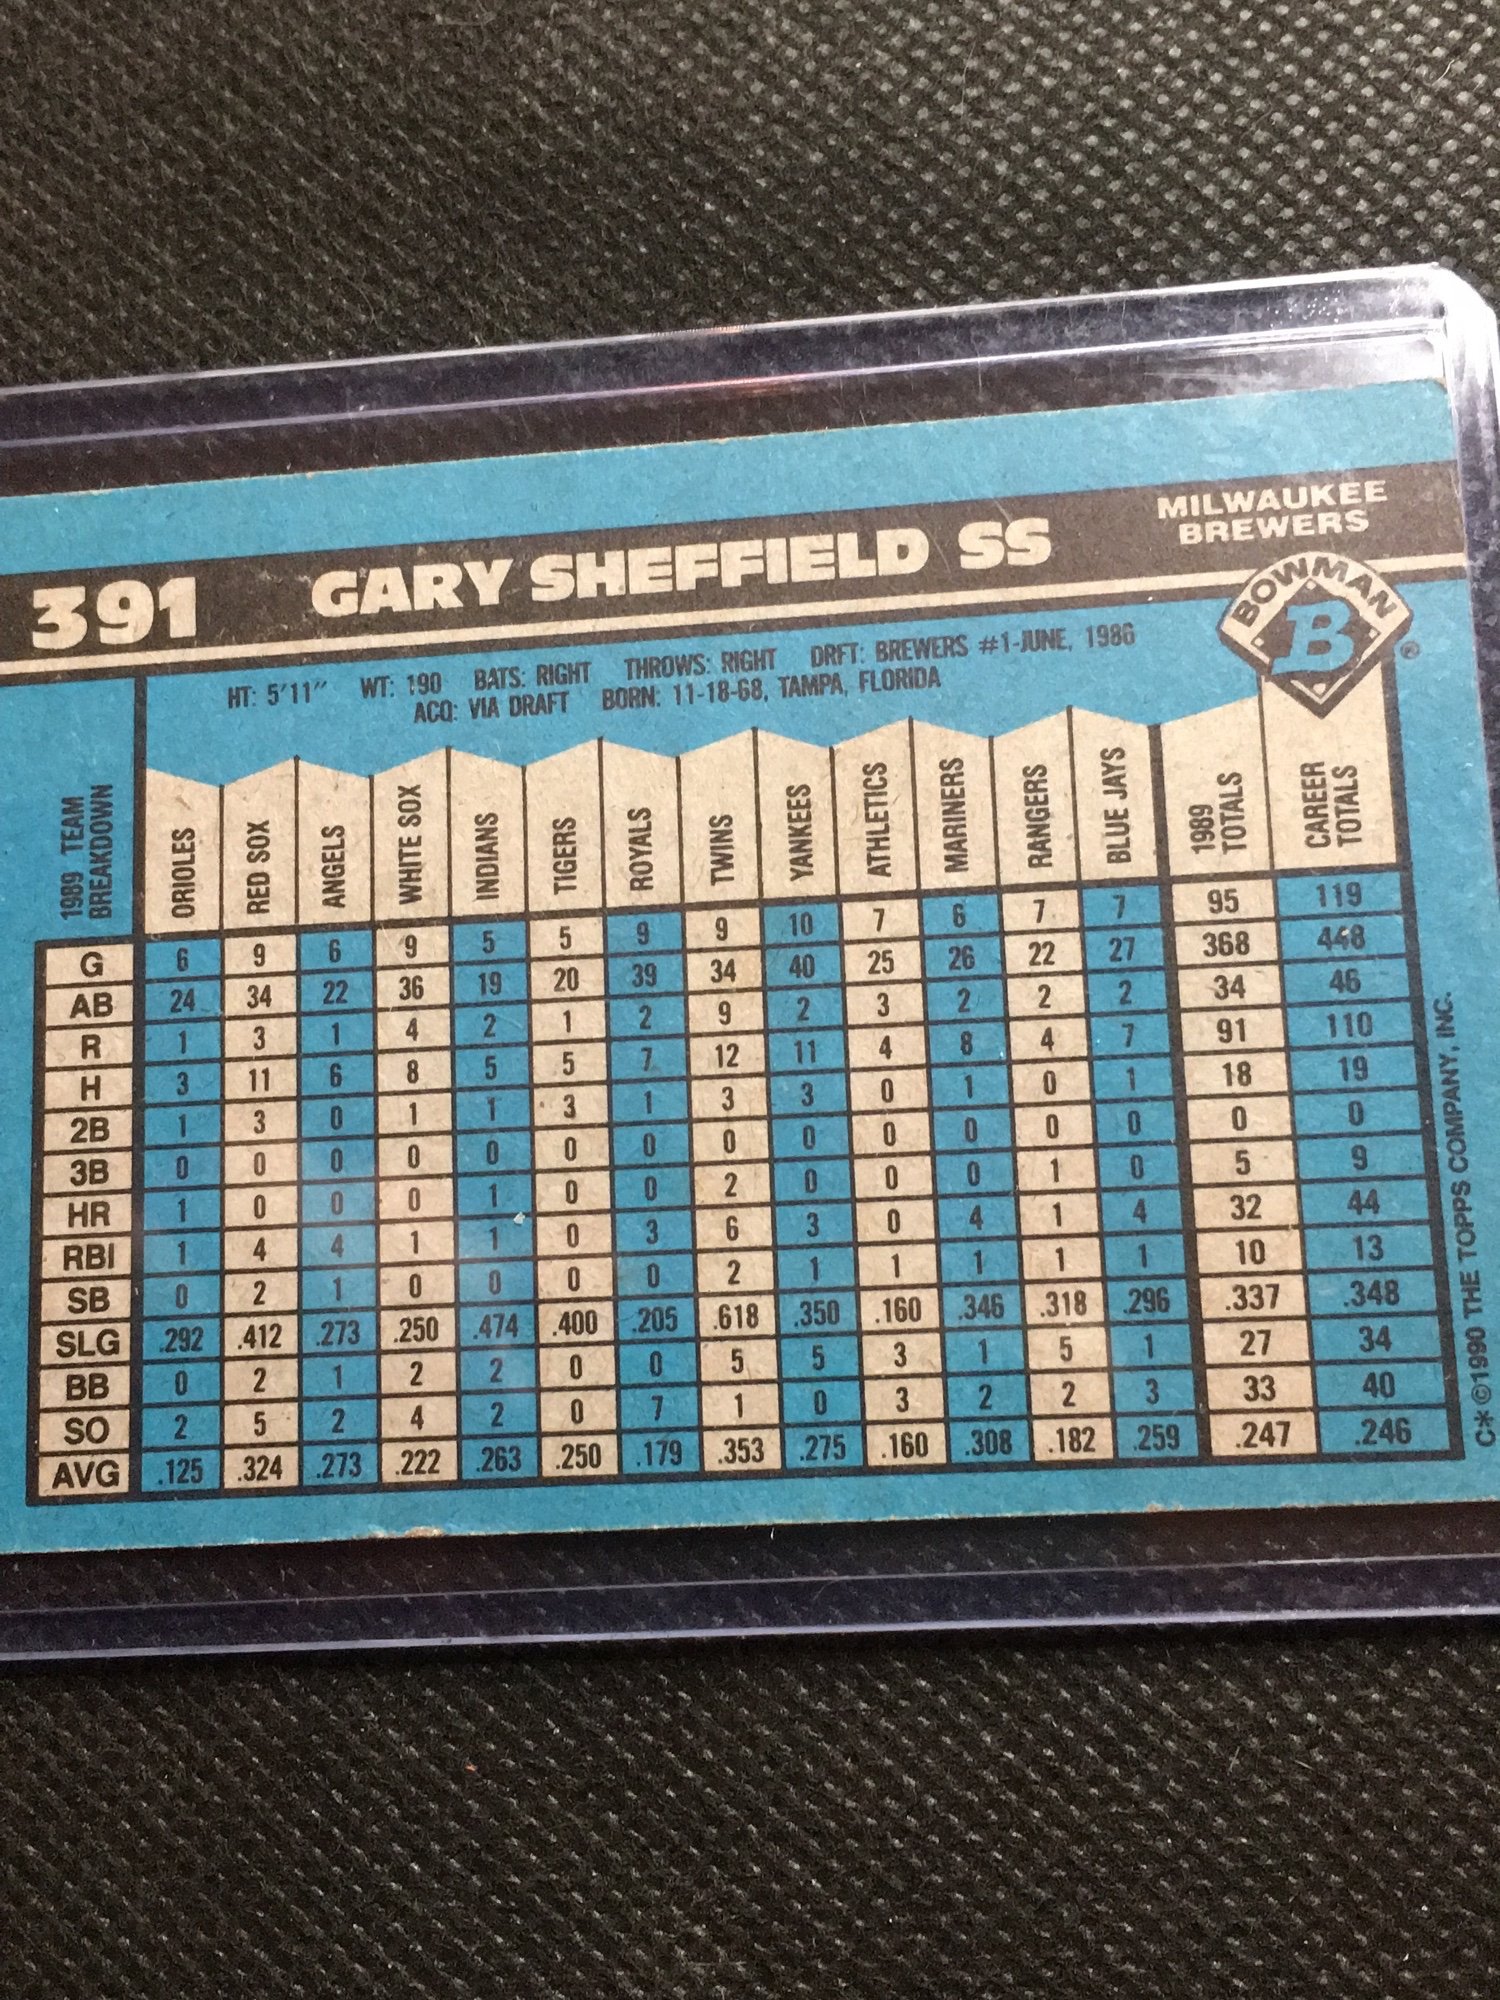 391 GARY SHEFFIELD SS MILWAUKEE
BREWERS
BOWMAN
B
®
HT: 5'11" WT: 190 BATS: RIGHT THROWS: RIGHT DRFT: BREWERS #1-JUNE, 1986
ACQ: VIA DRAFT BORN: 11-18-68, TAMPA, FLORIDA
1989 TEAM BREAKDOWN ORIOLES RED SOX ANGELS WHITE SOX INDIANS TIGERS ROYALS TWINS YANKEES ATHLETICS MARINERS RANGERS BLUE JAYS 1989 TOTALS CAREER TOTALS
G 6 9 6 9 5 5 9 9 10 7 6 7 7 95 119
AB 24 34 22 36 19 20 39 34 40 25 26 22 27 368 448
R 1 3 1 4 2 1 2 9 2 3 2 2 2 34 46
H 3 11 6 8 5 5 7 12 11 4 8 4 7 91 110
2B 1 3 0 1 1 3 1 3 3 0 1 0 1 18 19
3B 0 0 0 0 0 0 0 0 0 0 0 0 0 0 0
HR 1 0 0 0 1 0 0 2 0 0 0 1 0 5 9
RBI 1 4 4 1 1 0 3 6 3 0 4 1 4 32 44
SB 0 2 1 0 0 0 0 2 1 1 1 1 1 10 13
SLG .292 .412 .273 .250 .474 .400 .205 .618 .350 .160 .346 .318 .296 .337 .348
BB 0 2 1 2 2 0 0 5 5 3 1 5 1 27 34
SO 2 5 2 4 2 0 7 1 0 3 2 2 3 33 40
AVG .125 .324 .273 .222 .263 .250 .179 .353 .275 .160 .308 .182 .259 .247 .246
C*©1990 THE TOPPS COMPANY, INC.